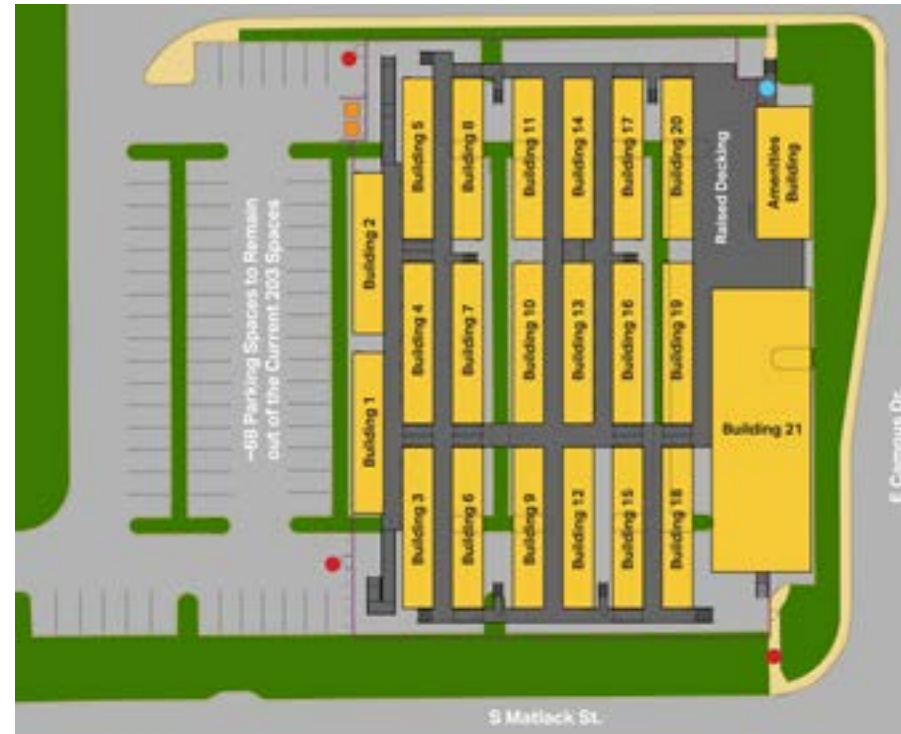 ~68 Parking Spaces to Remain
out of the Current 203 Spaces
Building 1
Building 2
Building 3
Building 4
Building 5
Building 6
Building 7
Building 8
Building 9
Building 10
Building 11
Building 12
Building 13
Building 14
Building 15
Building 16
Building 17
Building 18
Building 19
Building 20
Raised Decking
Amenities
Building
Building 21
E Campus Dr.
S Matlack St.